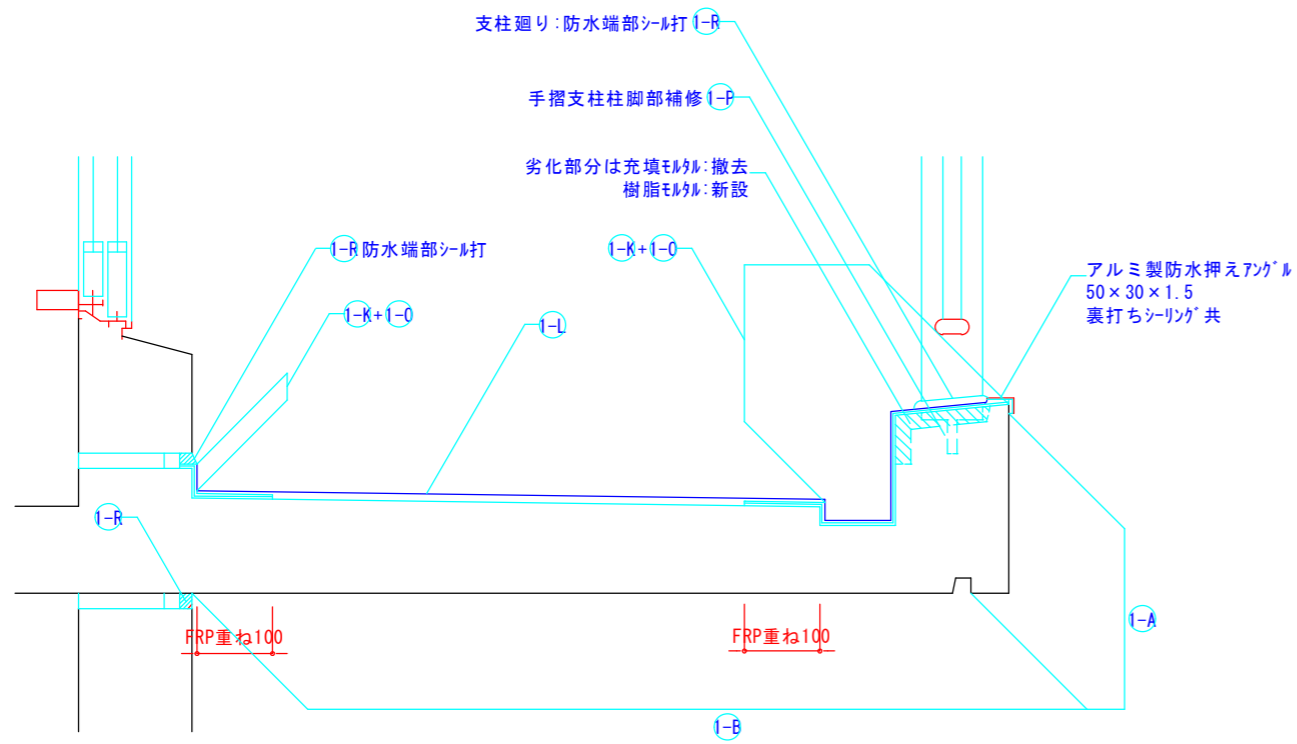 支柱廻り:防水端部ｼｰﾙ打 1-R
手摺支柱柱脚部補修 1-P
劣化部分は充填ﾓﾙﾀﾙ:撤去
樹脂ﾓﾙﾀﾙ:新設
1-R 防水端部ｼｰﾙ打
1-K+1-O
アルミ製防水押えｱﾝｸﾞﾙ
50×30×1.5
裏打ちｼｰﾘﾝｸﾞ共
1-K+1-O
1-L
1-R
FRP重ね100
FRP重ね100
1-A
1-B